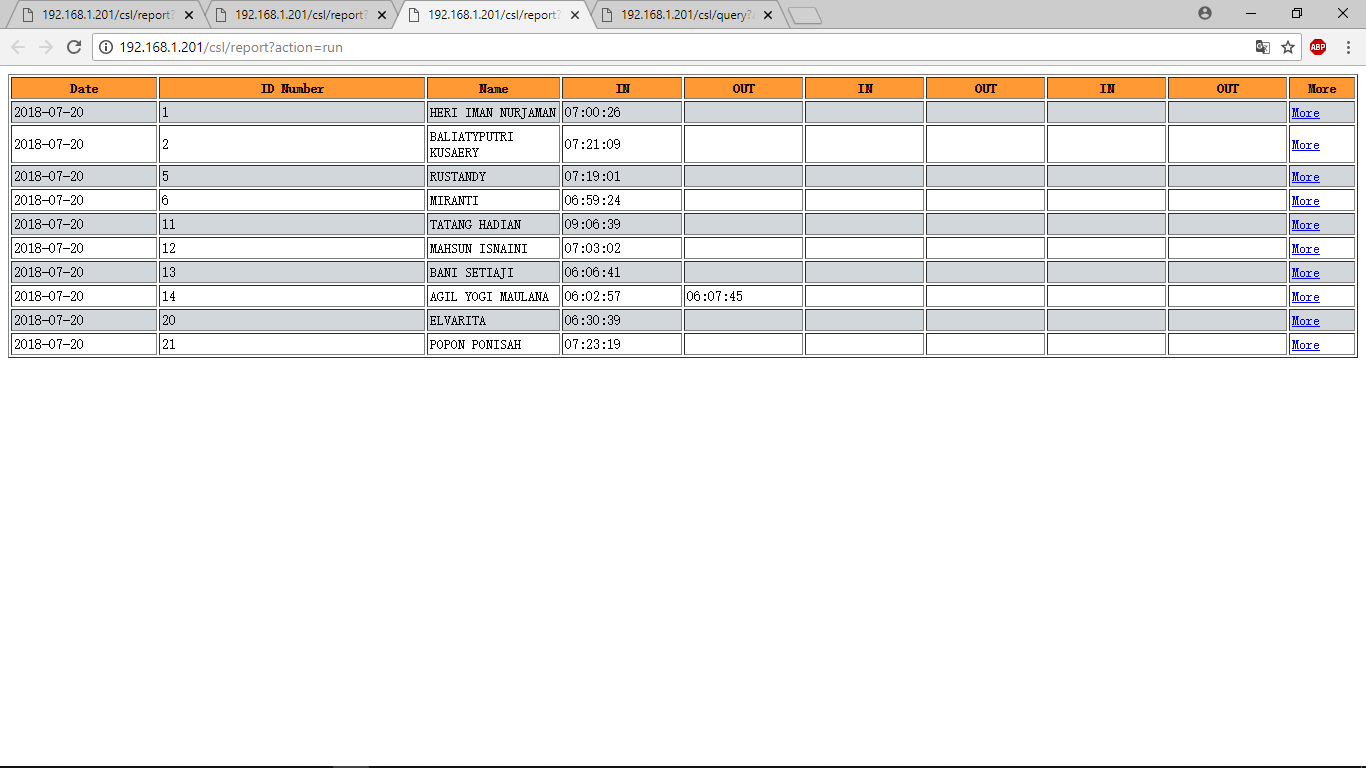 192.168.1.201/csl/report? 192.168.1.201/csl/report? 192.168.1.201/csl/report? 192.168.1.201/csl/query?
192.168.1.201/csl/report?action=run ABP
Date ID Number Name IN OUT IN OUT IN OUT More
2018-07-20 1 HERI IMAN NURJAMAN 07:00:26 More
2018-07-20 2 BALIATYPUTRI KUSAERY 07:21:09 More
2018-07-20 5 RUSTANDY 07:19:01 More
2018-07-20 6 MIRANTI 06:59:24 More
2018-07-20 11 TATANG HADIAN 09:06:39 More
2018-07-20 12 MAHSUN ISNAINI 07:03:02 More
2018-07-20 13 BANI SETIAJI 06:06:41 More
2018-07-20 14 AGIL YOGI MAULANA 06:02:57 06:07:45 More
2018-07-20 20 ELVARITA 06:30:39 More
2018-07-20 21 POPON PONISAH 07:23:19 More